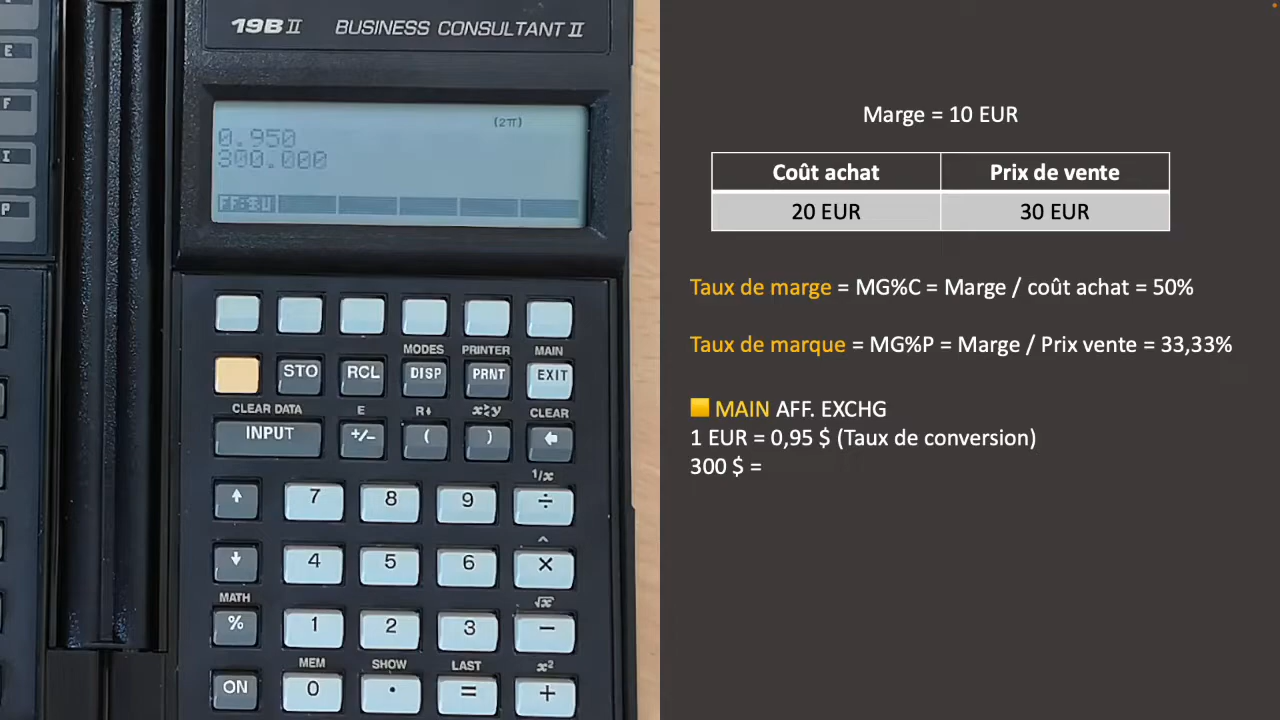 19B II BUSINESS CONSULTANT II
E
F
I
P
(2π)
0.950
300.000
MODES PRINTER MAIN
STO RCL DISP PRNT EXIT
CLEAR DATA E R x≷y CLEAR
INPUT +/− ( ) ←
1/x
↑ 7 8 9 ÷
^
↓ 4 5 6 ×
MATH √x
% 1 2 3 −
MEM SHOW LAST x²
ON 0 . = +
Marge = 10 EUR
Coût achat Prix de vente
20 EUR 30 EUR
Taux de marge = MG%C = Marge / coût achat = 50%
Taux de marque = MG%P = Marge / Prix vente = 33,33%
MAIN AFF. EXCHG
1 EUR = 0,95 $ (Taux de conversion)
300 $ =